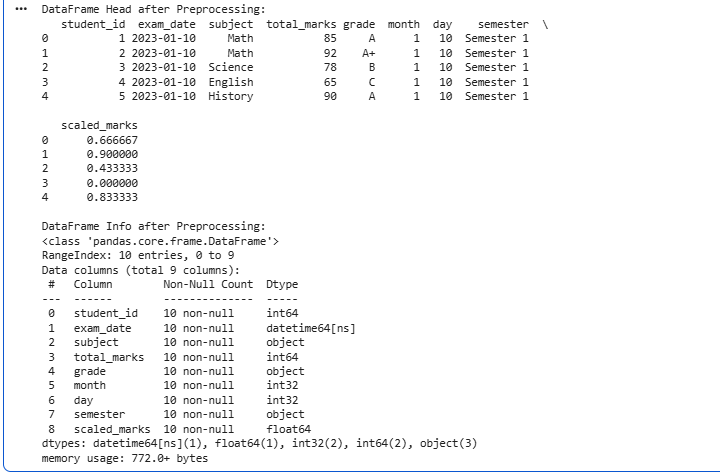 ••• DataFrame Head after Preprocessing:
   student_id  exam_date  subject  total_marks grade  month  day    semester  \
0           1 2023-01-10     Math           85     A      1   10  Semester 1
1           2 2023-01-10     Math           92    A+      1   10  Semester 1
2           3 2023-01-10  Science           78     B      1   10  Semester 1
3           4 2023-01-10  English           65     C      1   10  Semester 1
4           5 2023-01-10  History           90     A      1   10  Semester 1
   scaled_marks
0      0.666667
1      0.900000
2      0.433333
3      0.000000
4      0.833333
DataFrame Info after Preprocessing:
<class 'pandas.core.frame.DataFrame'>
RangeIndex: 10 entries, 0 to 9
Data columns (total 9 columns):
 #   Column        Non-Null Count  Dtype
---  ------        --------------  -----
 0   student_id    10 non-null     int64
 1   exam_date     10 non-null     datetime64[ns]
 2   subject       10 non-null     object
 3   total_marks   10 non-null     int64
 4   grade         10 non-null     object
 5   month         10 non-null     int32
 6   day           10 non-null     int32
 7   semester      10 non-null     object
 8   scaled_marks  10 non-null     float64
dtypes: datetime64[ns](1), float64(1), int32(2), int64(2), object(3)
memory usage: 772.0+ bytes